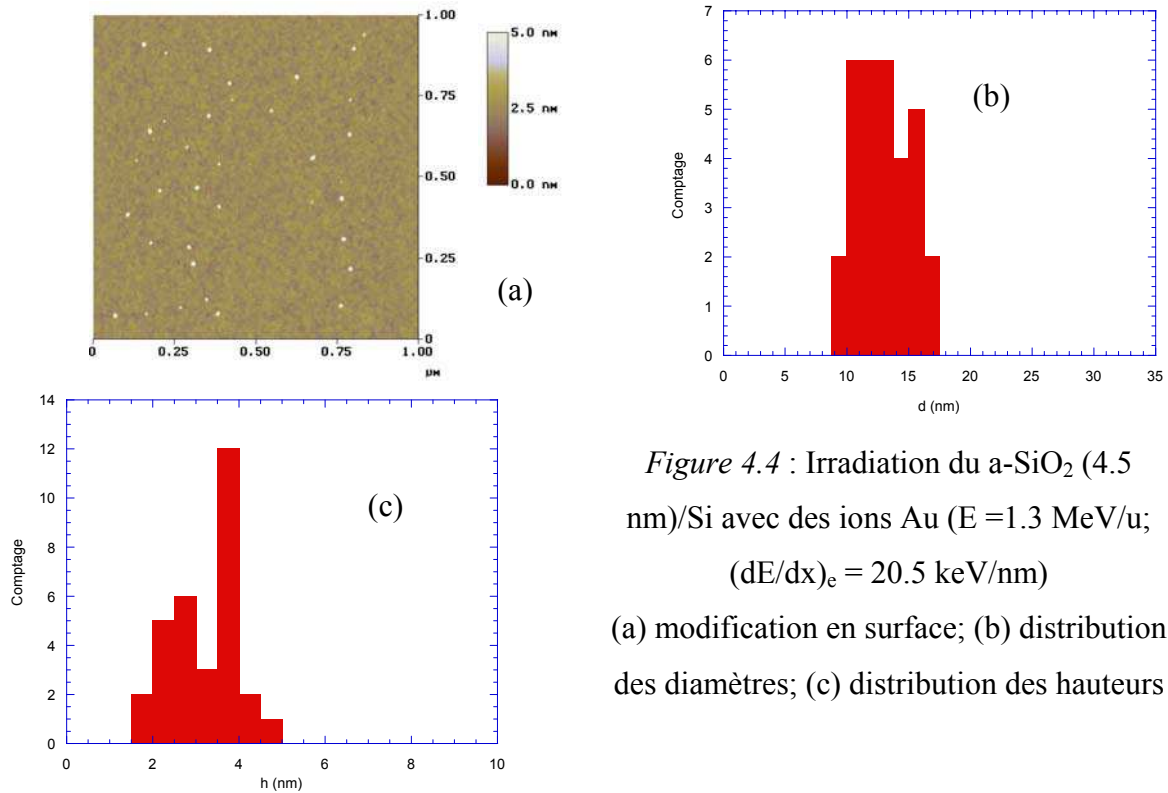 1.00
0.75
0.50
0.25
0
0 0.25 0.50 0.75 1.00
µM
5.0 nM
2.5 nM
0.0 nM
(a)
7
6
5
4
3
2
1
0
Comptage
(b)
0 5 10 15 20 25 30 35
d (nm)
14
12
10
8
6
4
2
0
Comptage
(c)
0 2 4 6 8 10
h (nm)
Figure 4.4 : Irradiation du a-SiO₂ (4.5
nm)/Si avec des ions Au (E =1.3 MeV/u;
(dE/dx)ₑ = 20.5 keV/nm)
(a) modification en surface; (b) distribution
des diamètres; (c) distribution des hauteurs